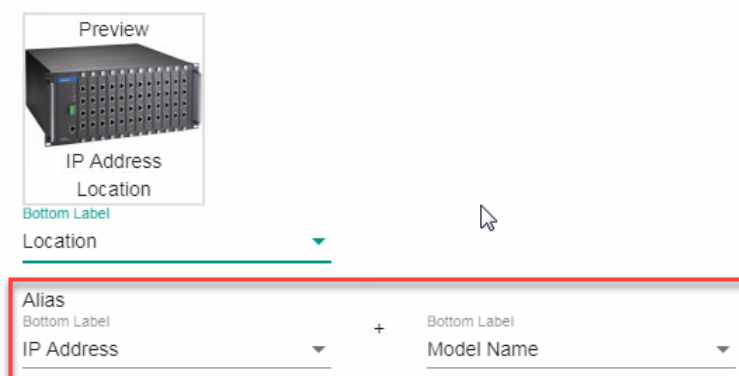 Preview
IP Address
Location
Bottom Label
Location
Alias
Bottom Label
IP Address
+
Bottom Label
Model Name